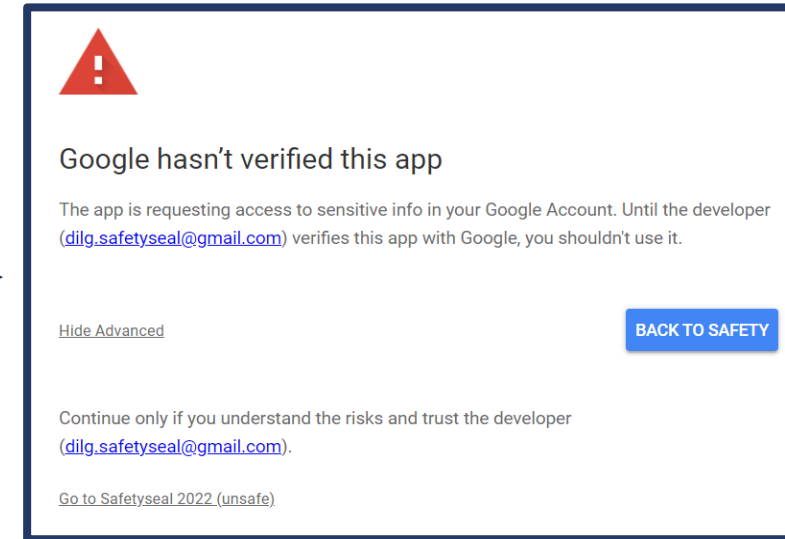 Google hasn't verified this app
The app is requesting access to sensitive info in your Google Account. Until the developer
(dilg.safetyseal@gmail.com) verifies this app with Google, you shouldn't use it.
Hide Advanced
BACK TO SAFETY
Continue only if you understand the risks and trust the developer
(dilg.safetyseal@gmail.com).
Go to Safetyseal 2022 (unsafe)